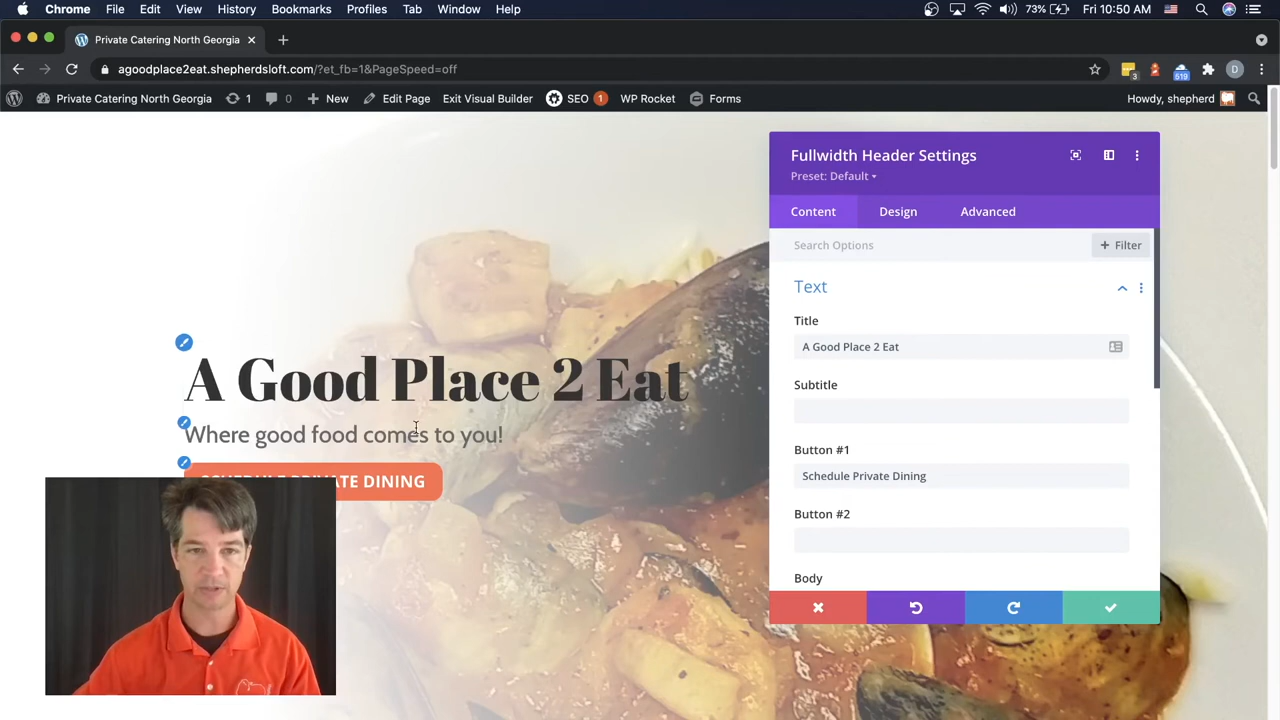 Chrome File Edit View History Bookmarks Profiles Tab Window Help 73% Fri 10:50 AM
Private Catering North Georgia
agoodplace2eat.shepherdsloft.com/?et_fb=1&PageSpeed=off
3
519
D
Private Catering North Georgia 1 0 New Edit Page Exit Visual Builder SEO 1 WP Rocket Forms Howdy, shepherd
A Good Place 2 Eat
Where good food comes to you!
SCHEDULE PRIVATE DINING
Fullwidth Header Settings
Preset: Default
Content Design Advanced
Search Options
+ Filter
Text
Title
A Good Place 2 Eat
Subtitle
Button #1
Schedule Private Dining
Button #2
Body